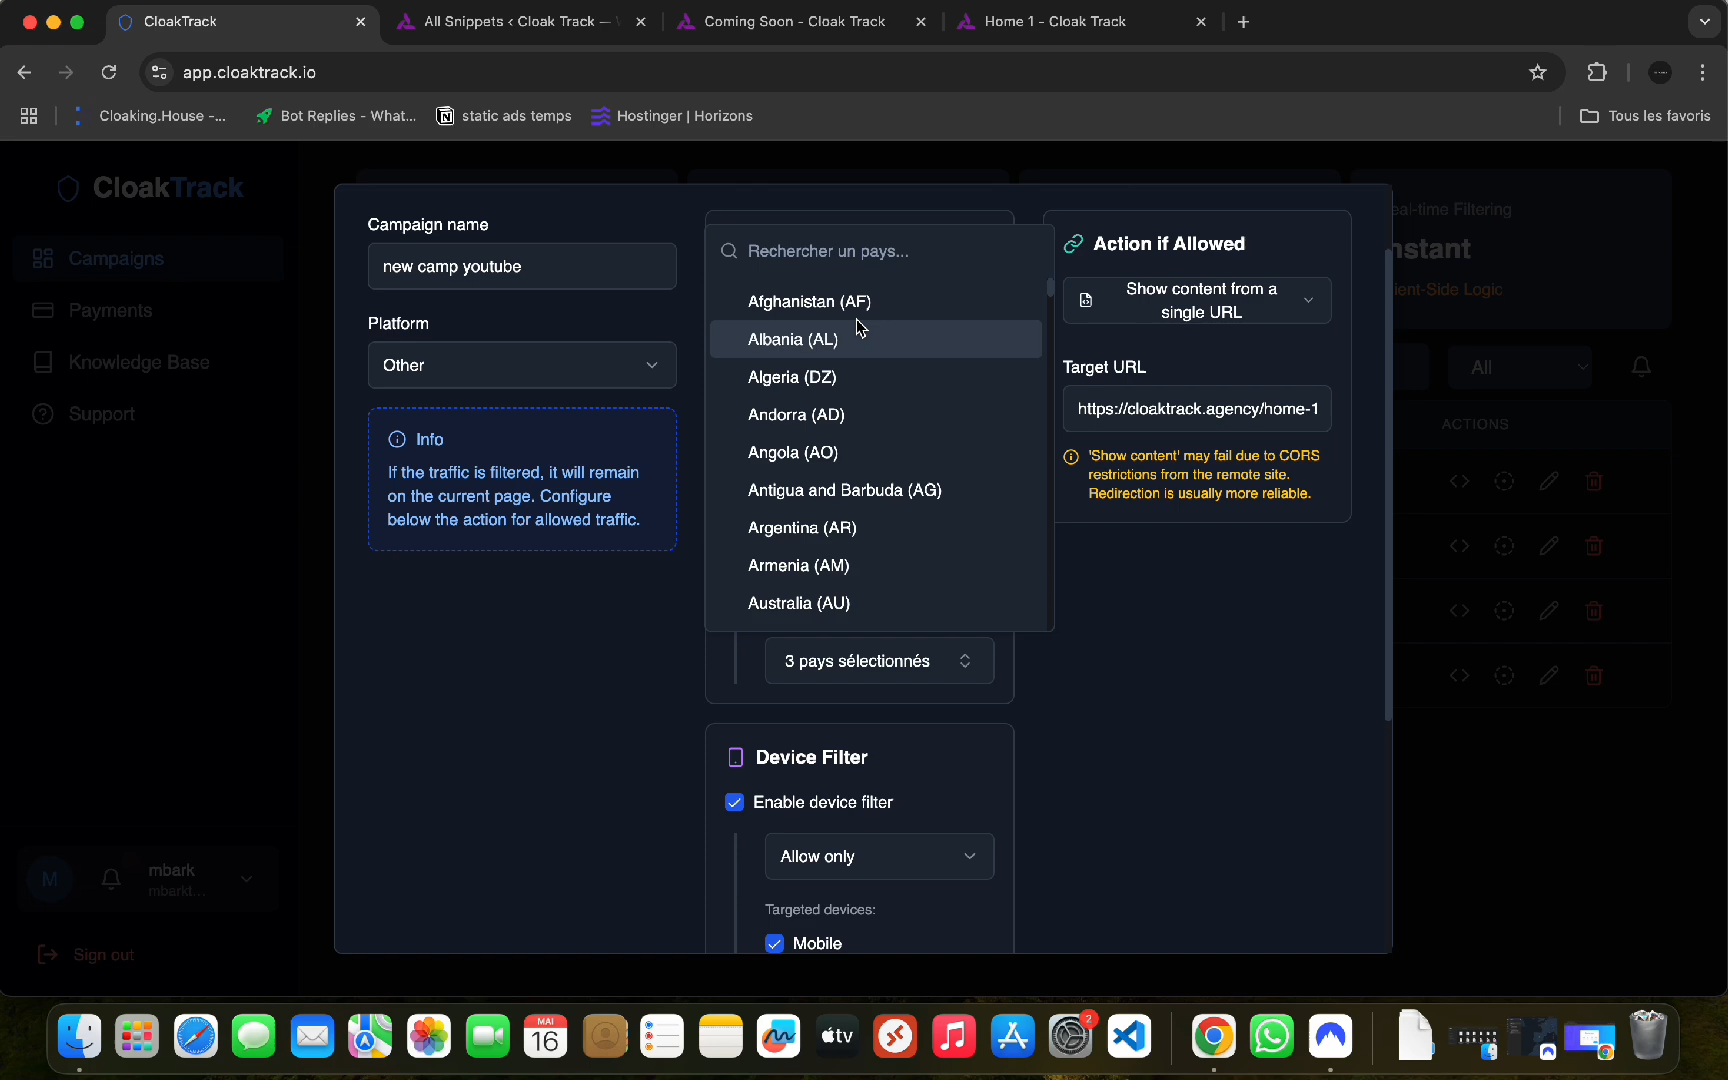 CloakTrack
All Snippets ‹ Cloak Track —
Coming Soon - Cloak Track
Home 1 - Cloak Track
app.cloaktrack.io
Cloaking.House -...
Bot Replies - What...
static ads temps
Hostinger | Horizons
Tous les favoris
CloakTrack
Campaigns
Payments
Knowledge Base
Support
M
mbark
mbarkt...
Sign out
Campaign name
new camp youtube
Platform
Other
Info
If the traffic is filtered, it will remain
on the current page. Configure
below the action for allowed traffic.
Rechercher un pays...
Afghanistan (AF)
Albania (AL)
Algeria (DZ)
Andorra (AD)
Angola (AO)
Antigua and Barbuda (AG)
Argentina (AR)
Armenia (AM)
Australia (AU)
3 pays sélectionnés
Device Filter
Enable device filter
Allow only
Targeted devices:
Mobile
Action if Allowed
Show content from a
single URL
Target URL
https://cloaktrack.agency/home-1
'Show content' may fail due to CORS
restrictions from the remote site.
Redirection is usually more reliable.
eal-time Filtering
nstant
ient-Side Logic
All
ACTIONS
MAI
16
tv
2